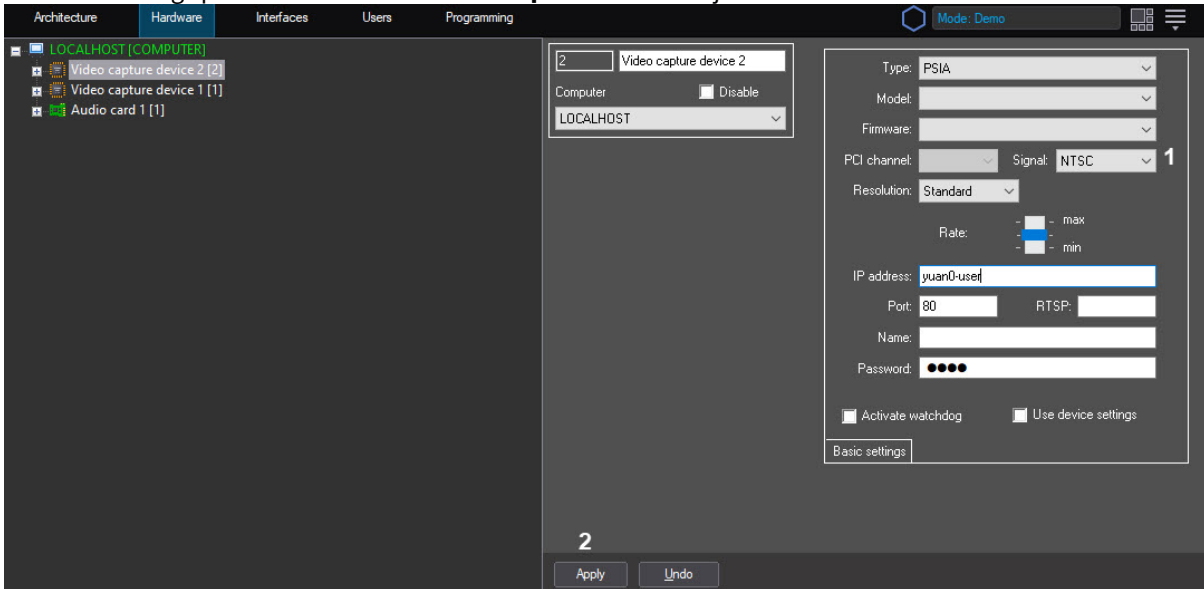 Architecture Hardware Interfaces Users Programming Mode: Demo
LOCALHOST [COMPUTER]
Video capture device 2 [2]
Video capture device 1 [1]
Audio card 1 [1]
2 Video capture device 2
Computer Disable
LOCALHOST
Type: PSIA
Model:
Firmware:
PCI channel: Signal: NTSC 1
Resolution: Standard
Rate: max
min
IP address: yuan0-user
Port: 80 RTSP:
Name:
Password: ●●●●
Activate watchdog Use device settings
Basic settings
2
Apply Undo